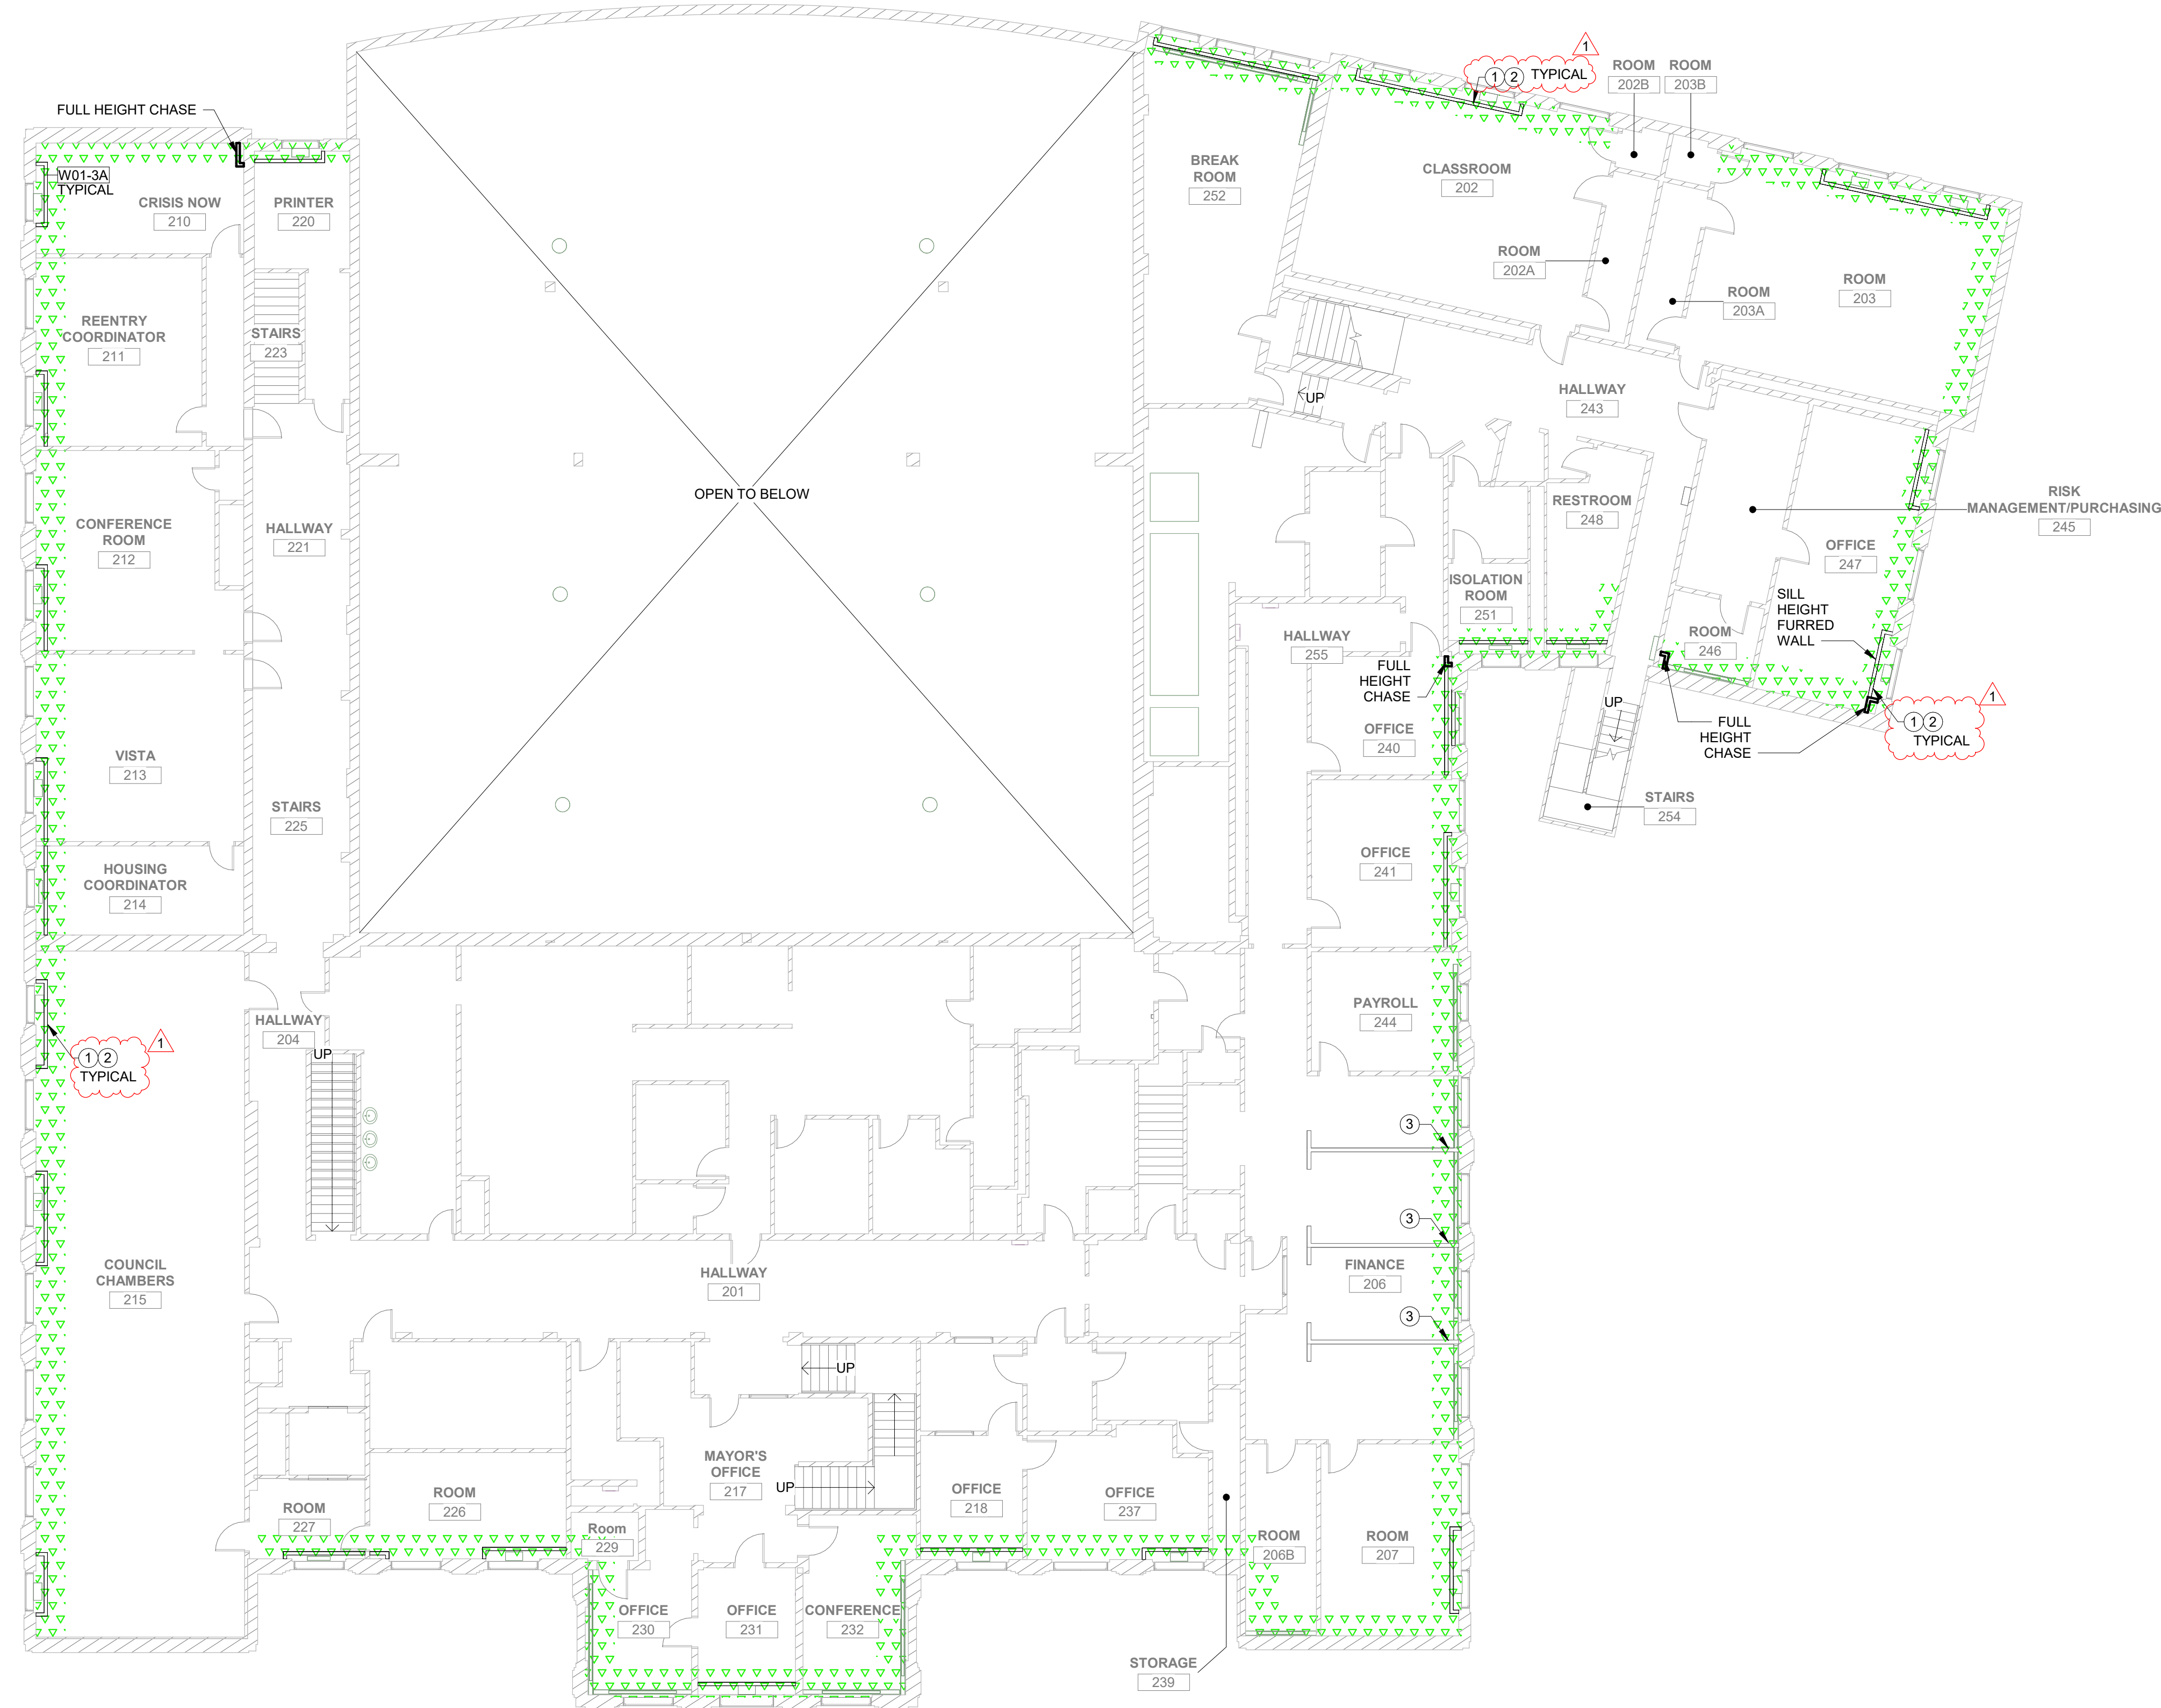 FULL HEIGHT CHASE
W01-3A
TYPICAL
CRISIS NOW
210
PRINTER
220
REENTRY
COORDINATOR
211
STAIRS
223
CONFERENCE
ROOM
212
HALLWAY
221
VISTA
213
STAIRS
225
HOUSING
COORDINATOR
214
OPEN TO BELOW
1
1 2 TYPICAL
ROOM
202B
ROOM
203B
BREAK
ROOM
252
CLASSROOM
202
ROOM
202A
ROOM
203A
ROOM
203
HALLWAY
243
UP
RESTROOM
248
RISK
MANAGEMENT/PURCHASING
245
OFFICE
247
ISOLATION
ROOM
251
SILL
HEIGHT
FURRED
WALL
ROOM
246
HALLWAY
255
FULL
HEIGHT
CHASE
UP
FULL
HEIGHT
CHASE
1
1 2
TYPICAL
OFFICE
240
STAIRS
254
OFFICE
241
PAYROLL
244
HALLWAY
204
UP
1
1 2
TYPICAL
3
3
3
COUNCIL
CHAMBERS
215
HALLWAY
201
FINANCE
206
UP
MAYOR'S
OFFICE
217
UP
OFFICE
218
OFFICE
237
ROOM
227
ROOM
226
Room
229
ROOM
206B
ROOM
207
OFFICE
230
OFFICE
231
CONFERENCE
232
STORAGE
239